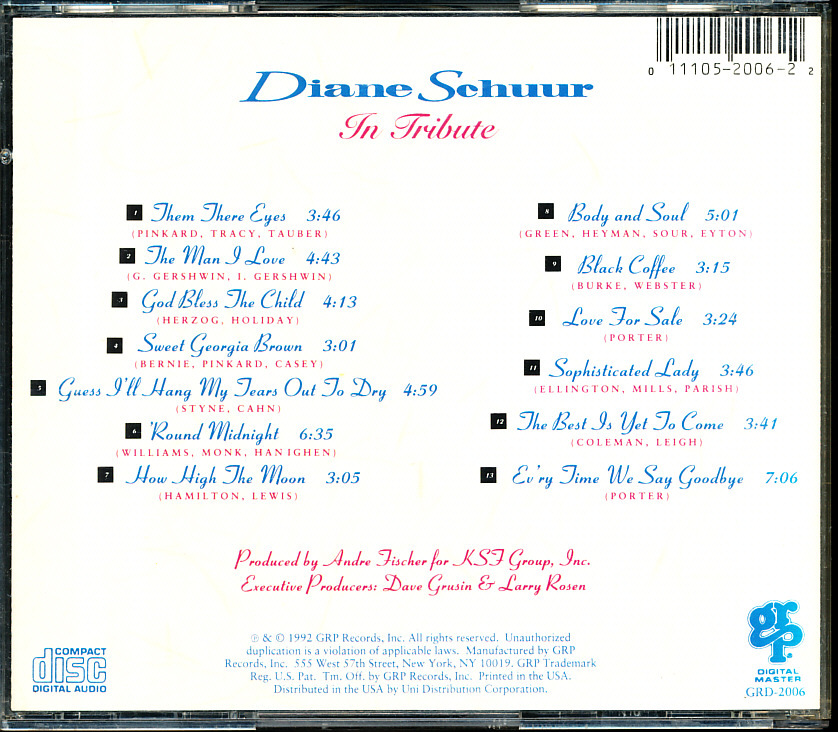 0 11105-2006-2 2
Diane Schuur
In Tribute
1 Them There Eyes 3:46
(PINKARD, TRACY, TAUBER)
2 The Man I Love 4:43
(G. GERSHWIN, I. GERSHWIN)
3 God Bless The Child 4:13
(HERZOG, HOLIDAY)
4 Sweet Georgia Brown 3:01
(BERNIE, PINKARD, CASEY)
5 Guess I'll Hang My Tears Out To Dry 4:59
(STYNE, CAHN)
6 'Round Midnight 6:35
(WILLIAMS, MONK, HANIGHEN)
7 How High The Moon 3:05
(HAMILTON, LEWIS)
8 Body and Soul 5:01
(GREEN, HEYMAN, SOUR, EYTON)
9 Black Coffee 3:15
(BURKE, WEBSTER)
10 Love For Sale 3:24
(PORTER)
11 Sophisticated Lady 3:46
(ELLINGTON, MILLS, PARISH)
12 The Best Is Yet To Come 3:41
(COLEMAN, LEIGH)
13 Ev'ry Time We Say Goodbye 7:06
(PORTER)
Produced by Andre Fischer for KSF Group, Inc.
Executive Producers: Dave Grusin & Larry Rosen
℗ & © 1992 GRP Records, Inc. All rights reserved. Unauthorized
duplication is a violation of applicable laws. Manufactured by GRP
Records, Inc. 555 West 57th Street, New York, NY 10019. GRP Trademark
Reg. U.S. Pat. Tm. Off. by GRP Records, Inc. Printed in the USA.
Distributed in the USA by Uni Distribution Corporation.
COMPACT
disc
DIGITAL AUDIO
grp
DIGITAL
MASTER
GRD-2006